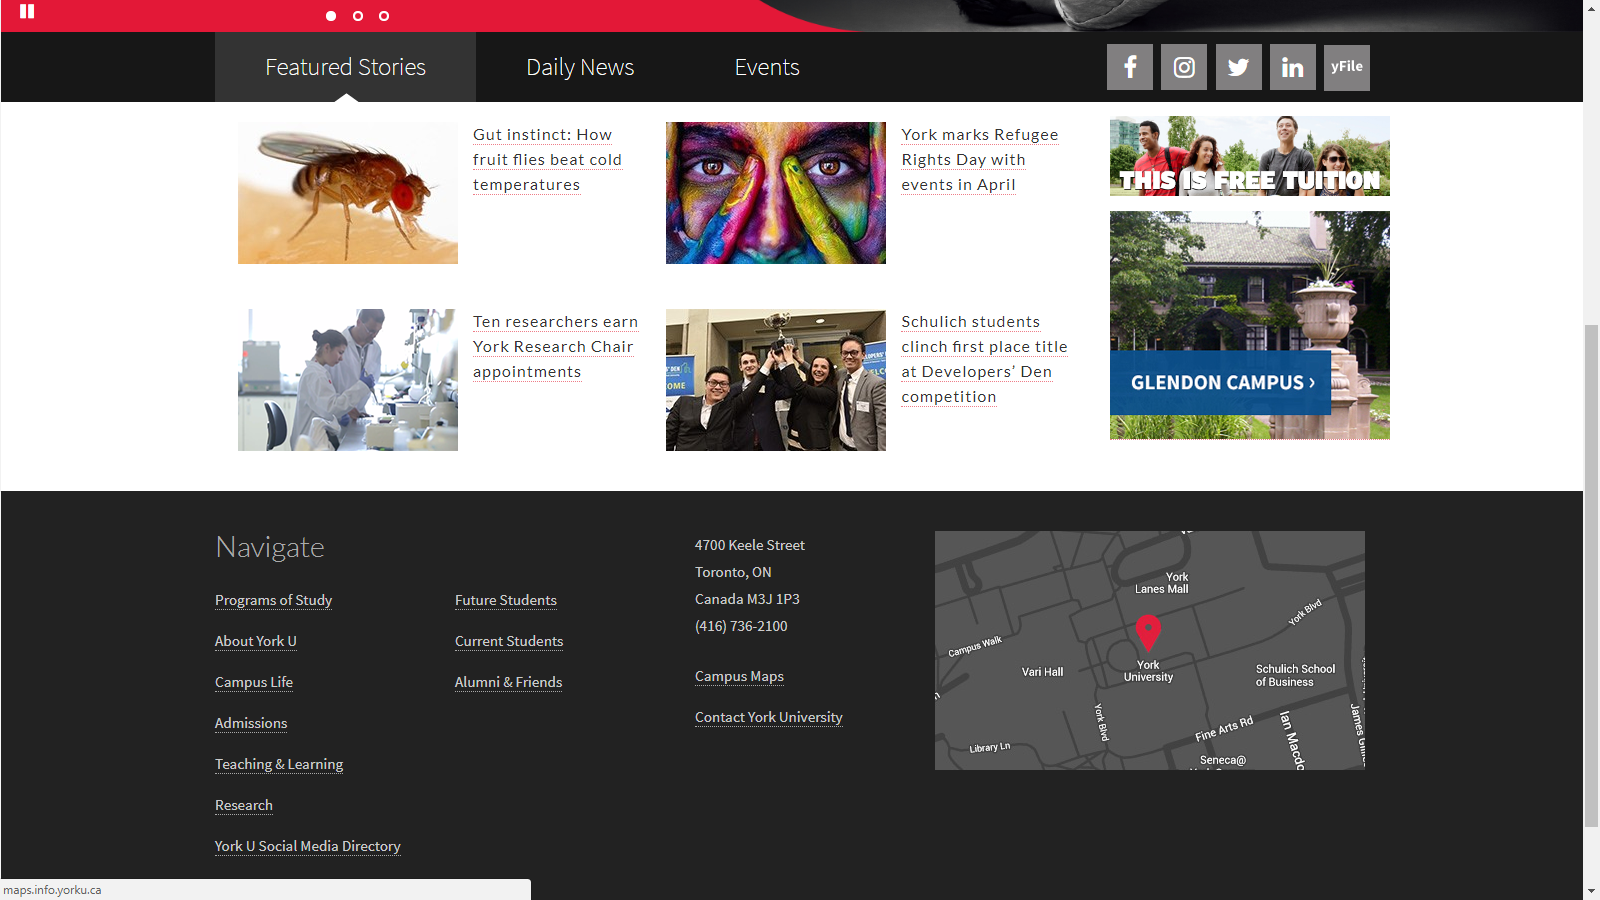 Featured Stories
Daily News
Events
yFile
Gut instinct: How
fruit flies beat cold
temperatures
York marks Refugee
Rights Day with
events in April
THIS IS FREE TUITION
Ten researchers earn
York Research Chair
appointments
Schulich students
clinch first place title
at Developers’ Den
competition
GLENDON CAMPUS ›
Navigate
Programs of Study
About York U
Campus Life
Admissions
Teaching & Learning
Research
York U Social Media Directory
Future Students
Current Students
Alumni & Friends
4700 Keele Street
Toronto, ON
Canada M3J 1P3
(416) 736-2100
Campus Maps
Contact York University
York
Lanes Mall
York Blvd
Campus Walk
Vari Hall
York
University
Schulich School
of Business
York Blvd
Fine Arts Rd
Library Ln
Seneca@
maps.info.yorku.ca